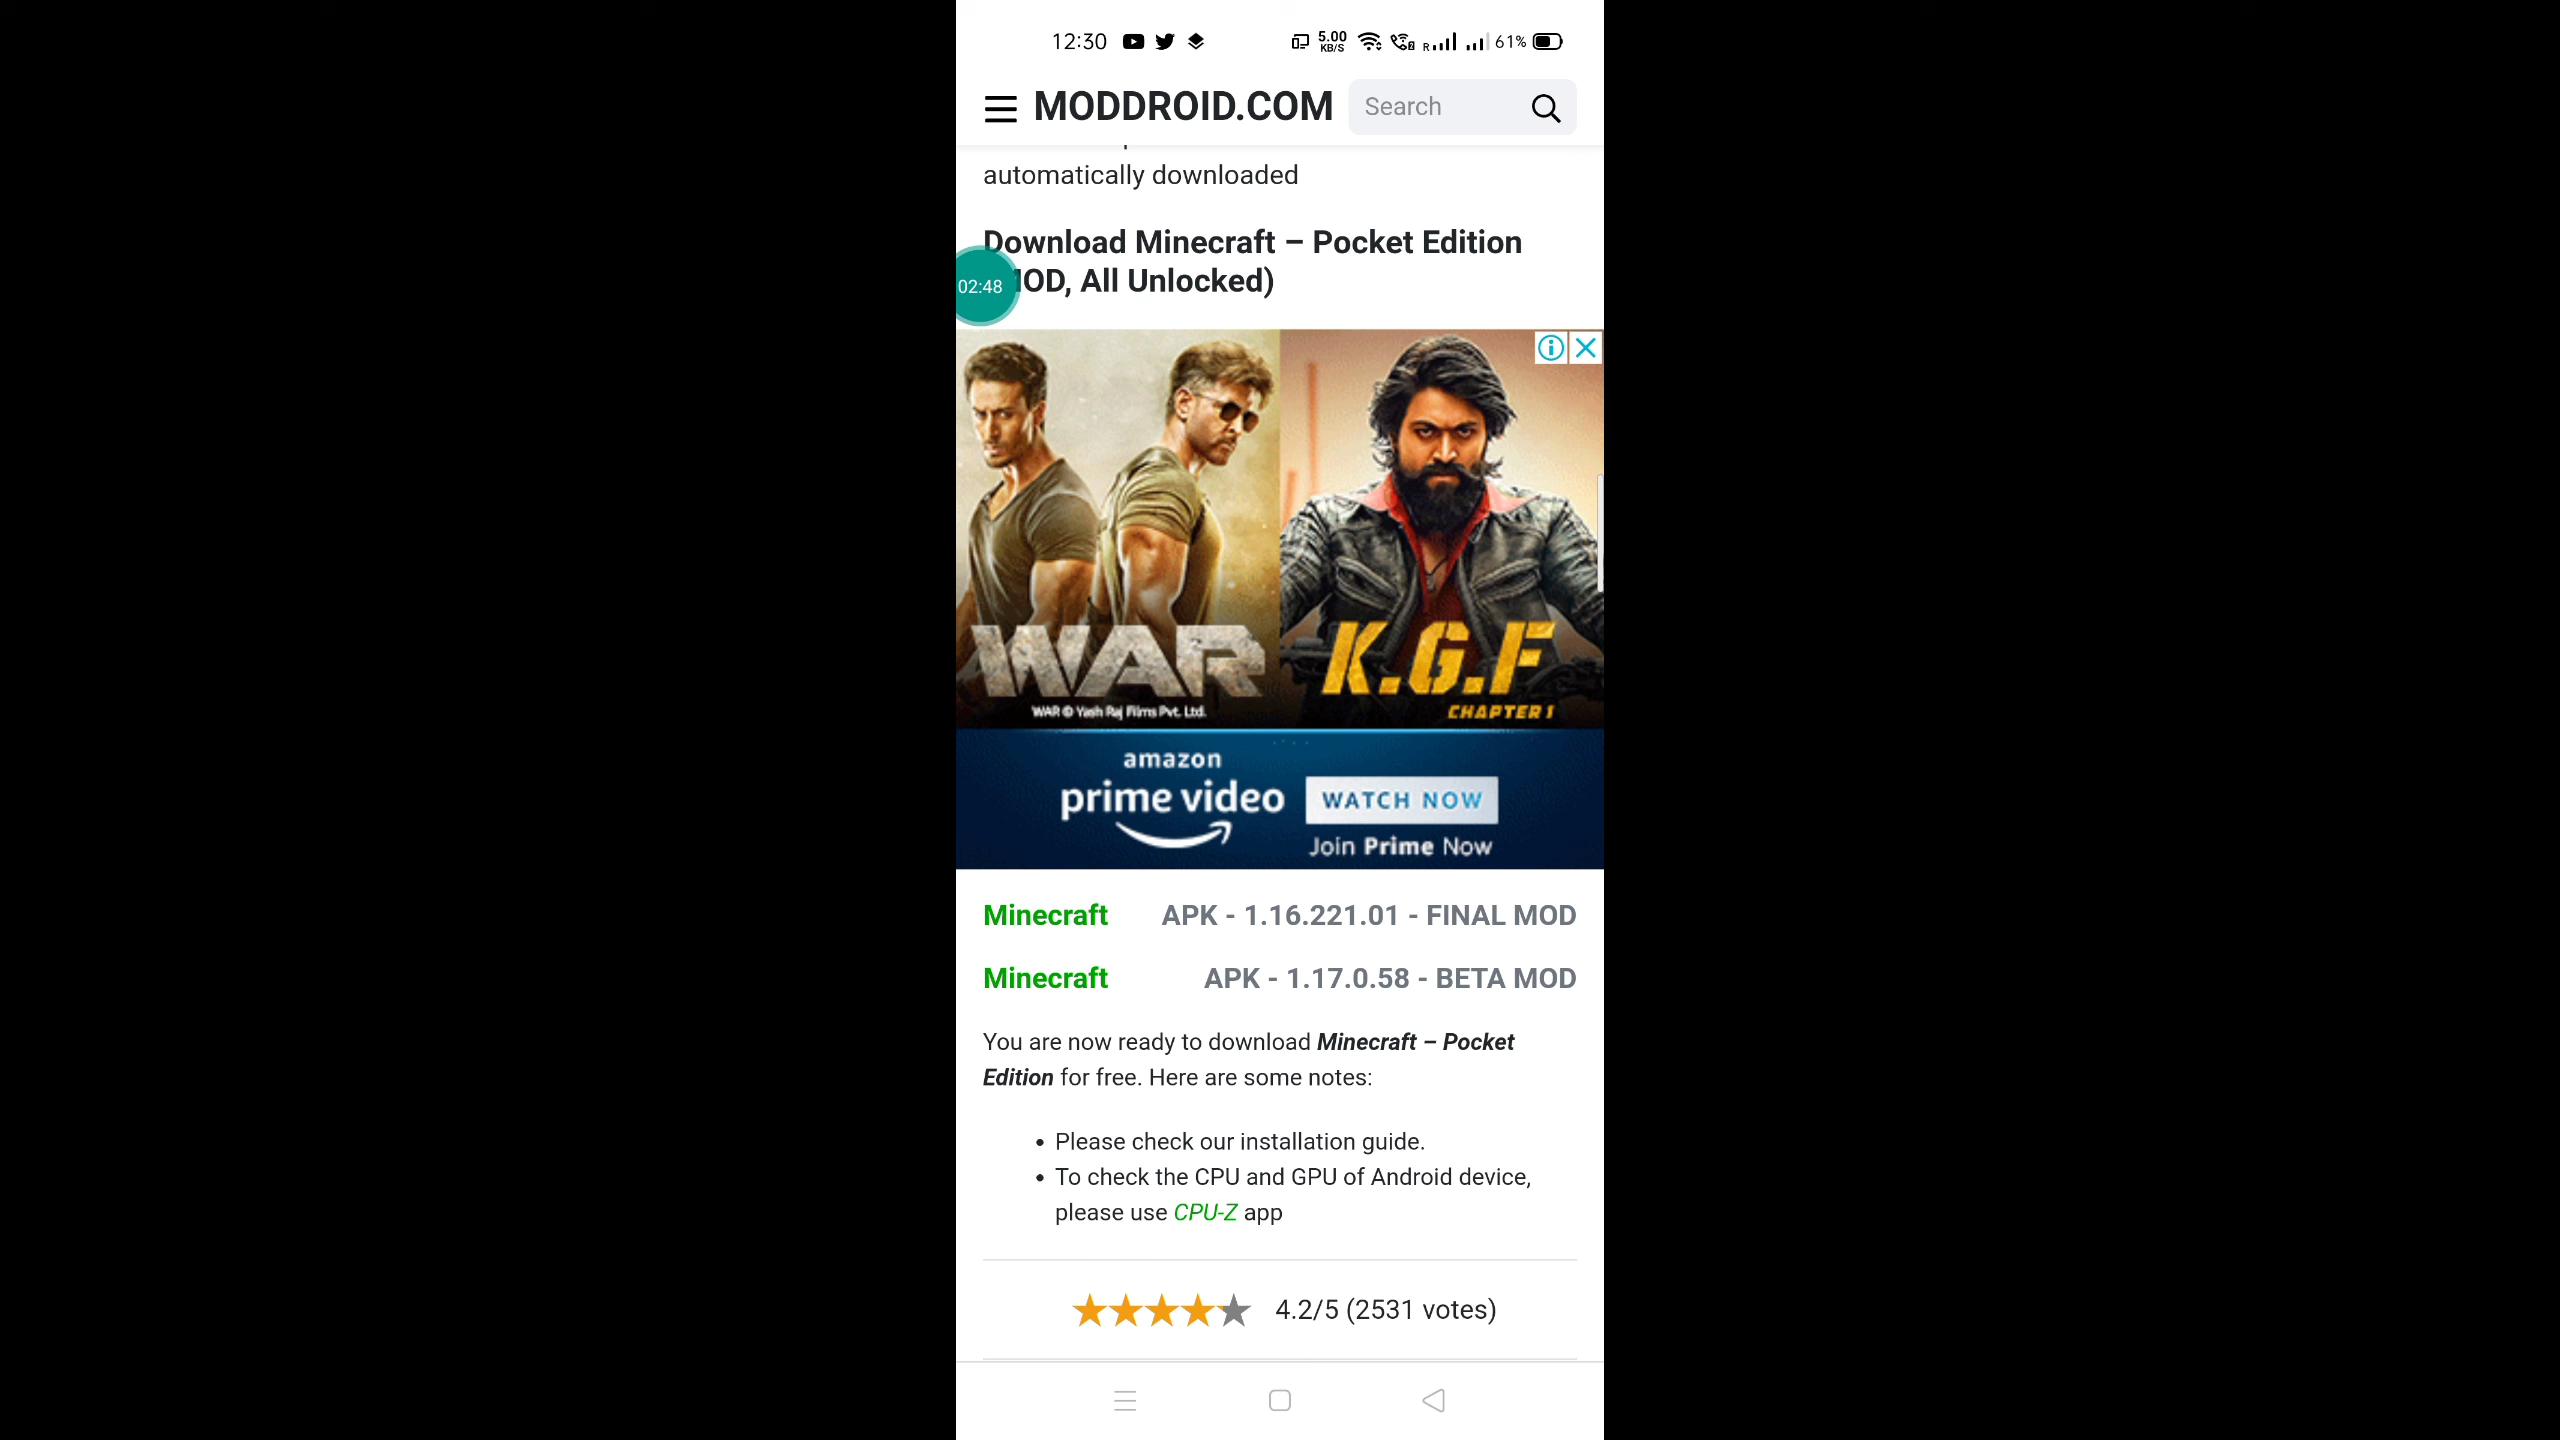 12:30 5.00 KB/S R 61%
MODDROID.COM Search
automatically downloaded
Download Minecraft – Pocket Edition
02:48 OD, All Unlocked)
WAR
WAR © Yash Raj Films Pvt. Ltd.
K.G.F
CHAPTER 1
amazon
prime video
WATCH NOW
Join Prime Now
Minecraft APK - 1.16.221.01 - FINAL MOD
Minecraft APK - 1.17.0.58 - BETA MOD
You are now ready to download Minecraft – Pocket
Edition for free. Here are some notes:
• Please check our installation guide.
• To check the CPU and GPU of Android device,
please use CPU-Z app
4.2/5 (2531 votes)